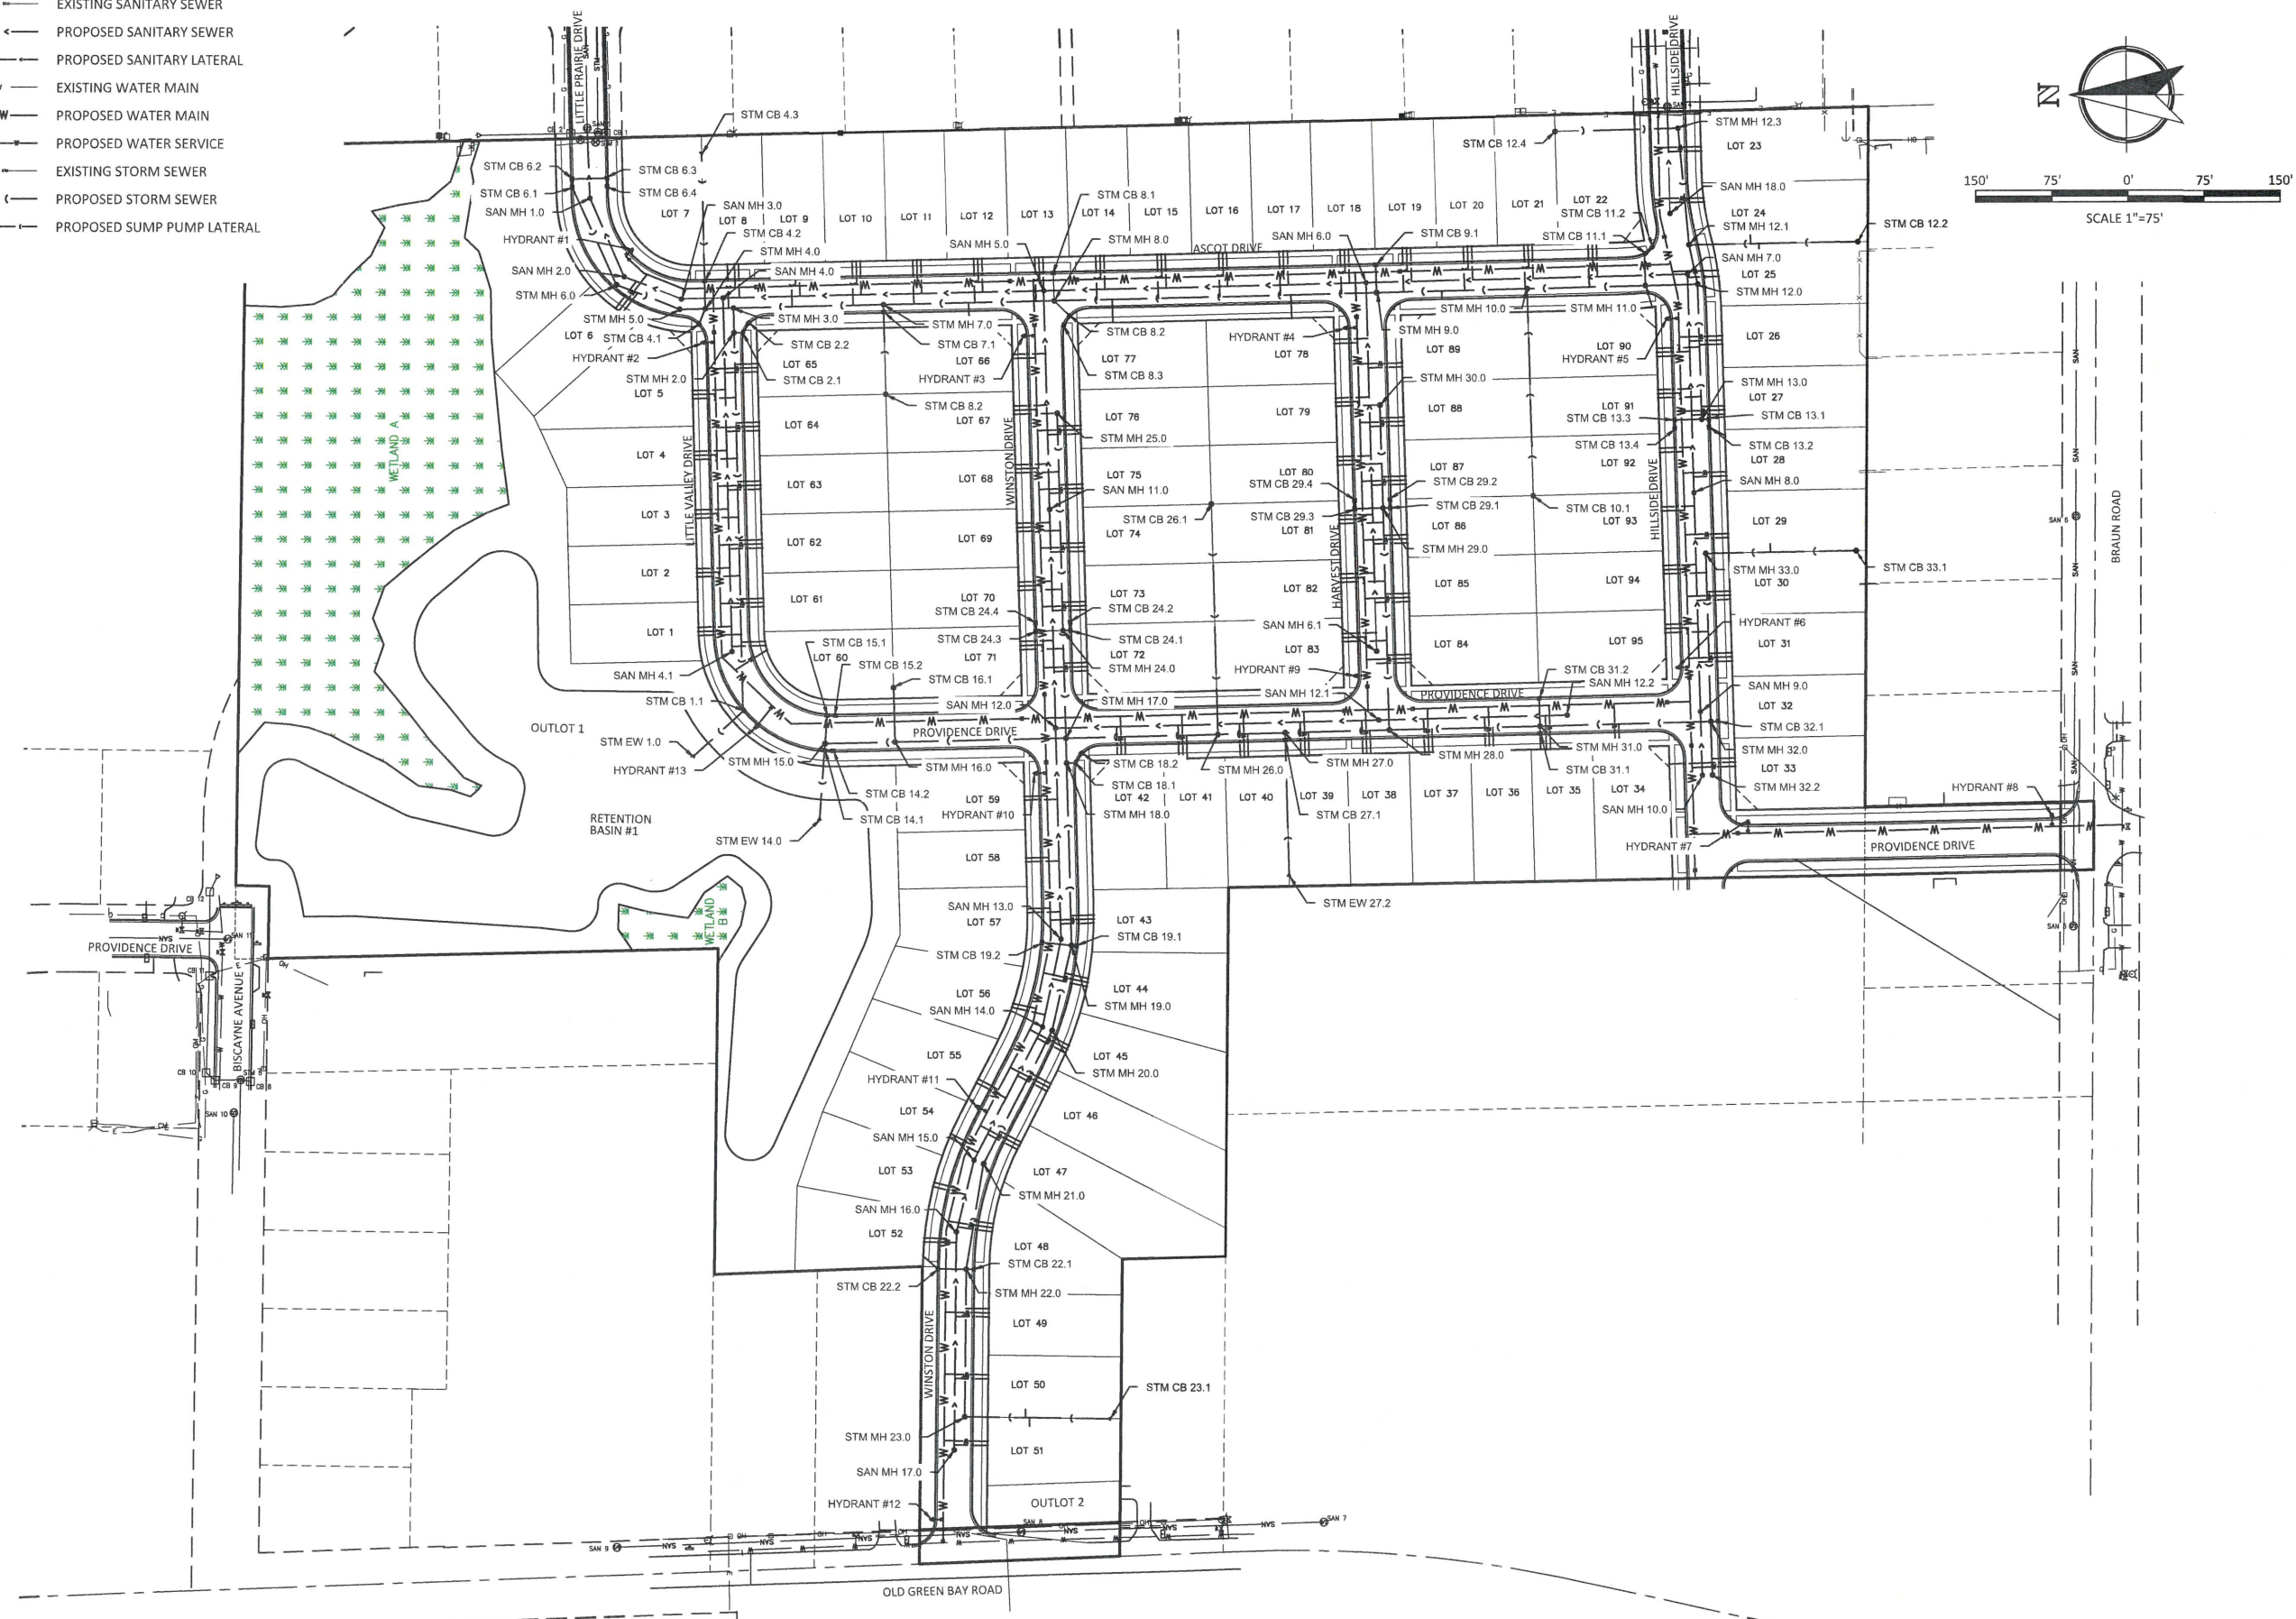 EXISTING SANITARY SEWER
PROPOSED SANITARY SEWER
PROPOSED SANITARY LATERAL
EXISTING WATER MAIN
PROPOSED WATER MAIN
PROPOSED WATER SERVICE
EXISTING STORM SEWER
PROPOSED STORM SEWER
PROPOSED SUMP PUMP LATERAL
LITTLE PRAIRIE DRIVE
HILLSIDE DRIVE
N
150' 75' 0' 75' 150'
SCALE 1"=75'
STM CB 4.3
STM CB 6.2
STM CB 6.3
STM CB 6.1
STM CB 6.4
SAN MH 1.0
HYDRANT #1
SAN MH 2.0
STM MH 6.0
STM MH 5.0
LOT 6
STM CB 4.1
HYDRANT #2
STM MH 2.0
LOT 5
LOT 7
SAN MH 3.0
LOT 8
STM CB 4.2
STM MH 4.0
SAN MH 4.0
LOT 9
LOT 10
LOT 11
LOT 12
LOT 13
LOT 14
LOT 15
LOT 16
LOT 17
LOT 18
LOT 19
LOT 20
LOT 21
LOT 22
STM CB 8.1
SAN MH 5.0
STM MH 8.0
ASCOT DRIVE
SAN MH 6.0
STM CB 9.1
STM CB 11.2
STM CB 11.1
STM CB 12.4
STM MH 12.3
LOT 23
SAN MH 18.0
LOT 24
STM MH 12.1
STM CB 12.2
SAN MH 7.0
LOT 25
STM MH 12.0
STM MH 3.0
STM MH 7.0
STM CB 2.2
STM CB 7.1
LOT 65
LOT 66
STM CB 2.1
HYDRANT #3
STM CB 8.2
LOT 77
STM CB 8.3
HYDRANT #4
LOT 78
STM MH 9.0
LOT 89
STM MH 10.0
STM MH 11.0
LOT 90
HYDRANT #5
LOT 26
STM CB 8.2
LOT 64
LOT 67
LOT 76
STM MH 25.0
LOT 79
STM MH 30.0
LOT 88
LOT 91
STM CB 13.3
STM CB 13.4
STM MH 13.0
LOT 27
STM CB 13.1
STM CB 13.2
LOT 28
WETLAND A
LOT 4
LITTLE VALLEY DRIVE
LOT 63
LOT 68
WINSTON DRIVE
LOT 75
SAN MH 11.0
STM CB 26.1
LOT 74
LOT 80
STM CB 29.4
STM CB 29.3
LOT 81
LOT 87
STM CB 29.2
STM CB 29.1
LOT 86
STM MH 29.0
STM CB 10.1
LOT 92
LOT 93
HILLSIDE DRIVE
SAN MH 8.0
LOT 29
SAN 6
BRAUN ROAD
LOT 3
LOT 62
LOT 69
LOT 2
LOT 61
LOT 70
STM CB 24.4
STM CB 24.3
LOT 73
STM CB 24.2
STM CB 24.1
LOT 72
STM MH 24.0
LOT 82
HARVEST DRIVE
SAN MH 6.1
LOT 83
HYDRANT #9
LOT 85
LOT 84
LOT 94
LOT 95
STM MH 33.0
LOT 30
STM CB 33.1
HYDRANT #6
LOT 31
LOT 1
SAN MH 4.1
STM CB 1.1
STM CB 15.1
LOT 60
STM CB 15.2
LOT 71
STM CB 16.1
SAN MH 12.0
STM MH 17.0
SAN MH 12.1
PROVIDENCE DRIVE
STM CB 31.2
SAN MH 12.2
SAN MH 9.0
LOT 32
STM CB 32.1
OUTLOT 1
STM EW 1.0
HYDRANT #13
STM MH 15.0
PROVIDENCE DRIVE
STM MH 16.0
STM CB 18.2
STM CB 18.1
STM MH 26.0
STM MH 27.0
STM MH 28.0
STM MH 31.0
STM CB 31.1
STM MH 32.0
LOT 33
STM MH 32.2
SAN MH 10.0
RETENTION
BASIN #1
STM CB 14.2
STM CB 14.1
STM EW 14.0
LOT 59
HYDRANT #10
LOT 42
STM MH 18.0
LOT 41
LOT 40
LOT 39
LOT 38
STM CB 27.1
LOT 37
LOT 36
LOT 35
LOT 34
HYDRANT #7
HYDRANT #8
PROVIDENCE DRIVE
LOT 58
STM EW 27.2
SAN MH 13.0
LOT 57
LOT 43
STM CB 19.1
STM CB 19.2
SAN 5
WETLAND
B
CB 12
SAN 11
PROVIDENCE DRIVE
CB 11
BISCAYNE AVENUE
CB 10
CB 9
CB 8
SAN 10
LOT 56
LOT 44
SAN MH 14.0
STM MH 19.0
LOT 55
LOT 45
STM MH 20.0
HYDRANT #11
LOT 54
LOT 46
SAN MH 15.0
LOT 53
LOT 47
STM MH 21.0
SAN MH 16.0
LOT 52
LOT 48
STM CB 22.1
STM CB 22.2
STM MH 22.0
WINSTON DRIVE
LOT 49
LOT 50
STM CB 23.1
STM MH 23.0
LOT 51
SAN MH 17.0
HYDRANT #12
OUTLOT 2
SAN 9
SAN 8
SAN 7
OLD GREEN BAY ROAD